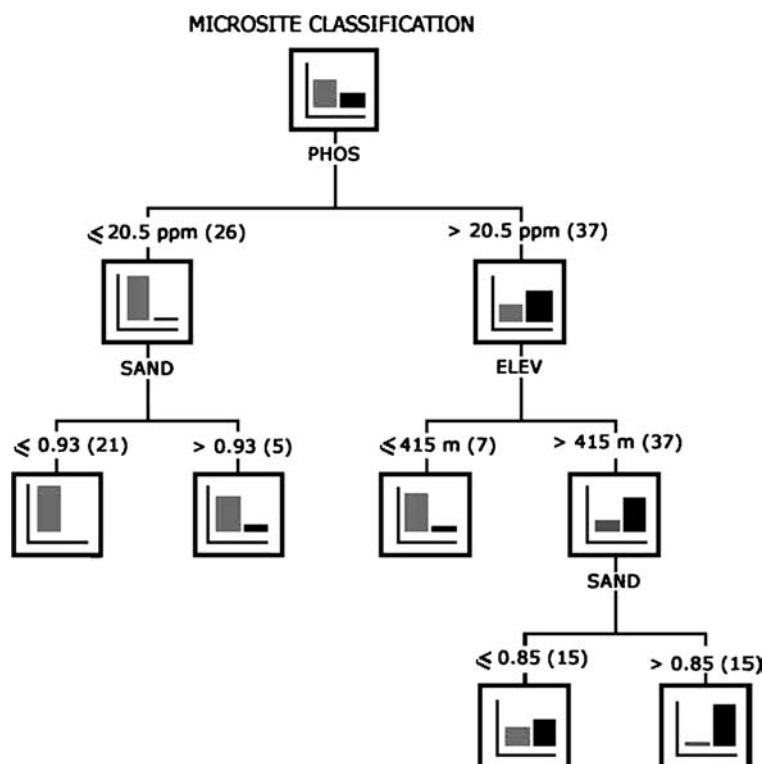 MICROSITE CLASSIFICATION
PHOS
⩽ 20.5 ppm (26)
> 20.5 ppm (37)
SAND
ELEV
⩽ 0.93 (21)
> 0.93 (5)
⩽ 415 m (7)
> 415 m (37)
SAND
⩽ 0.85 (15)
> 0.85 (15)